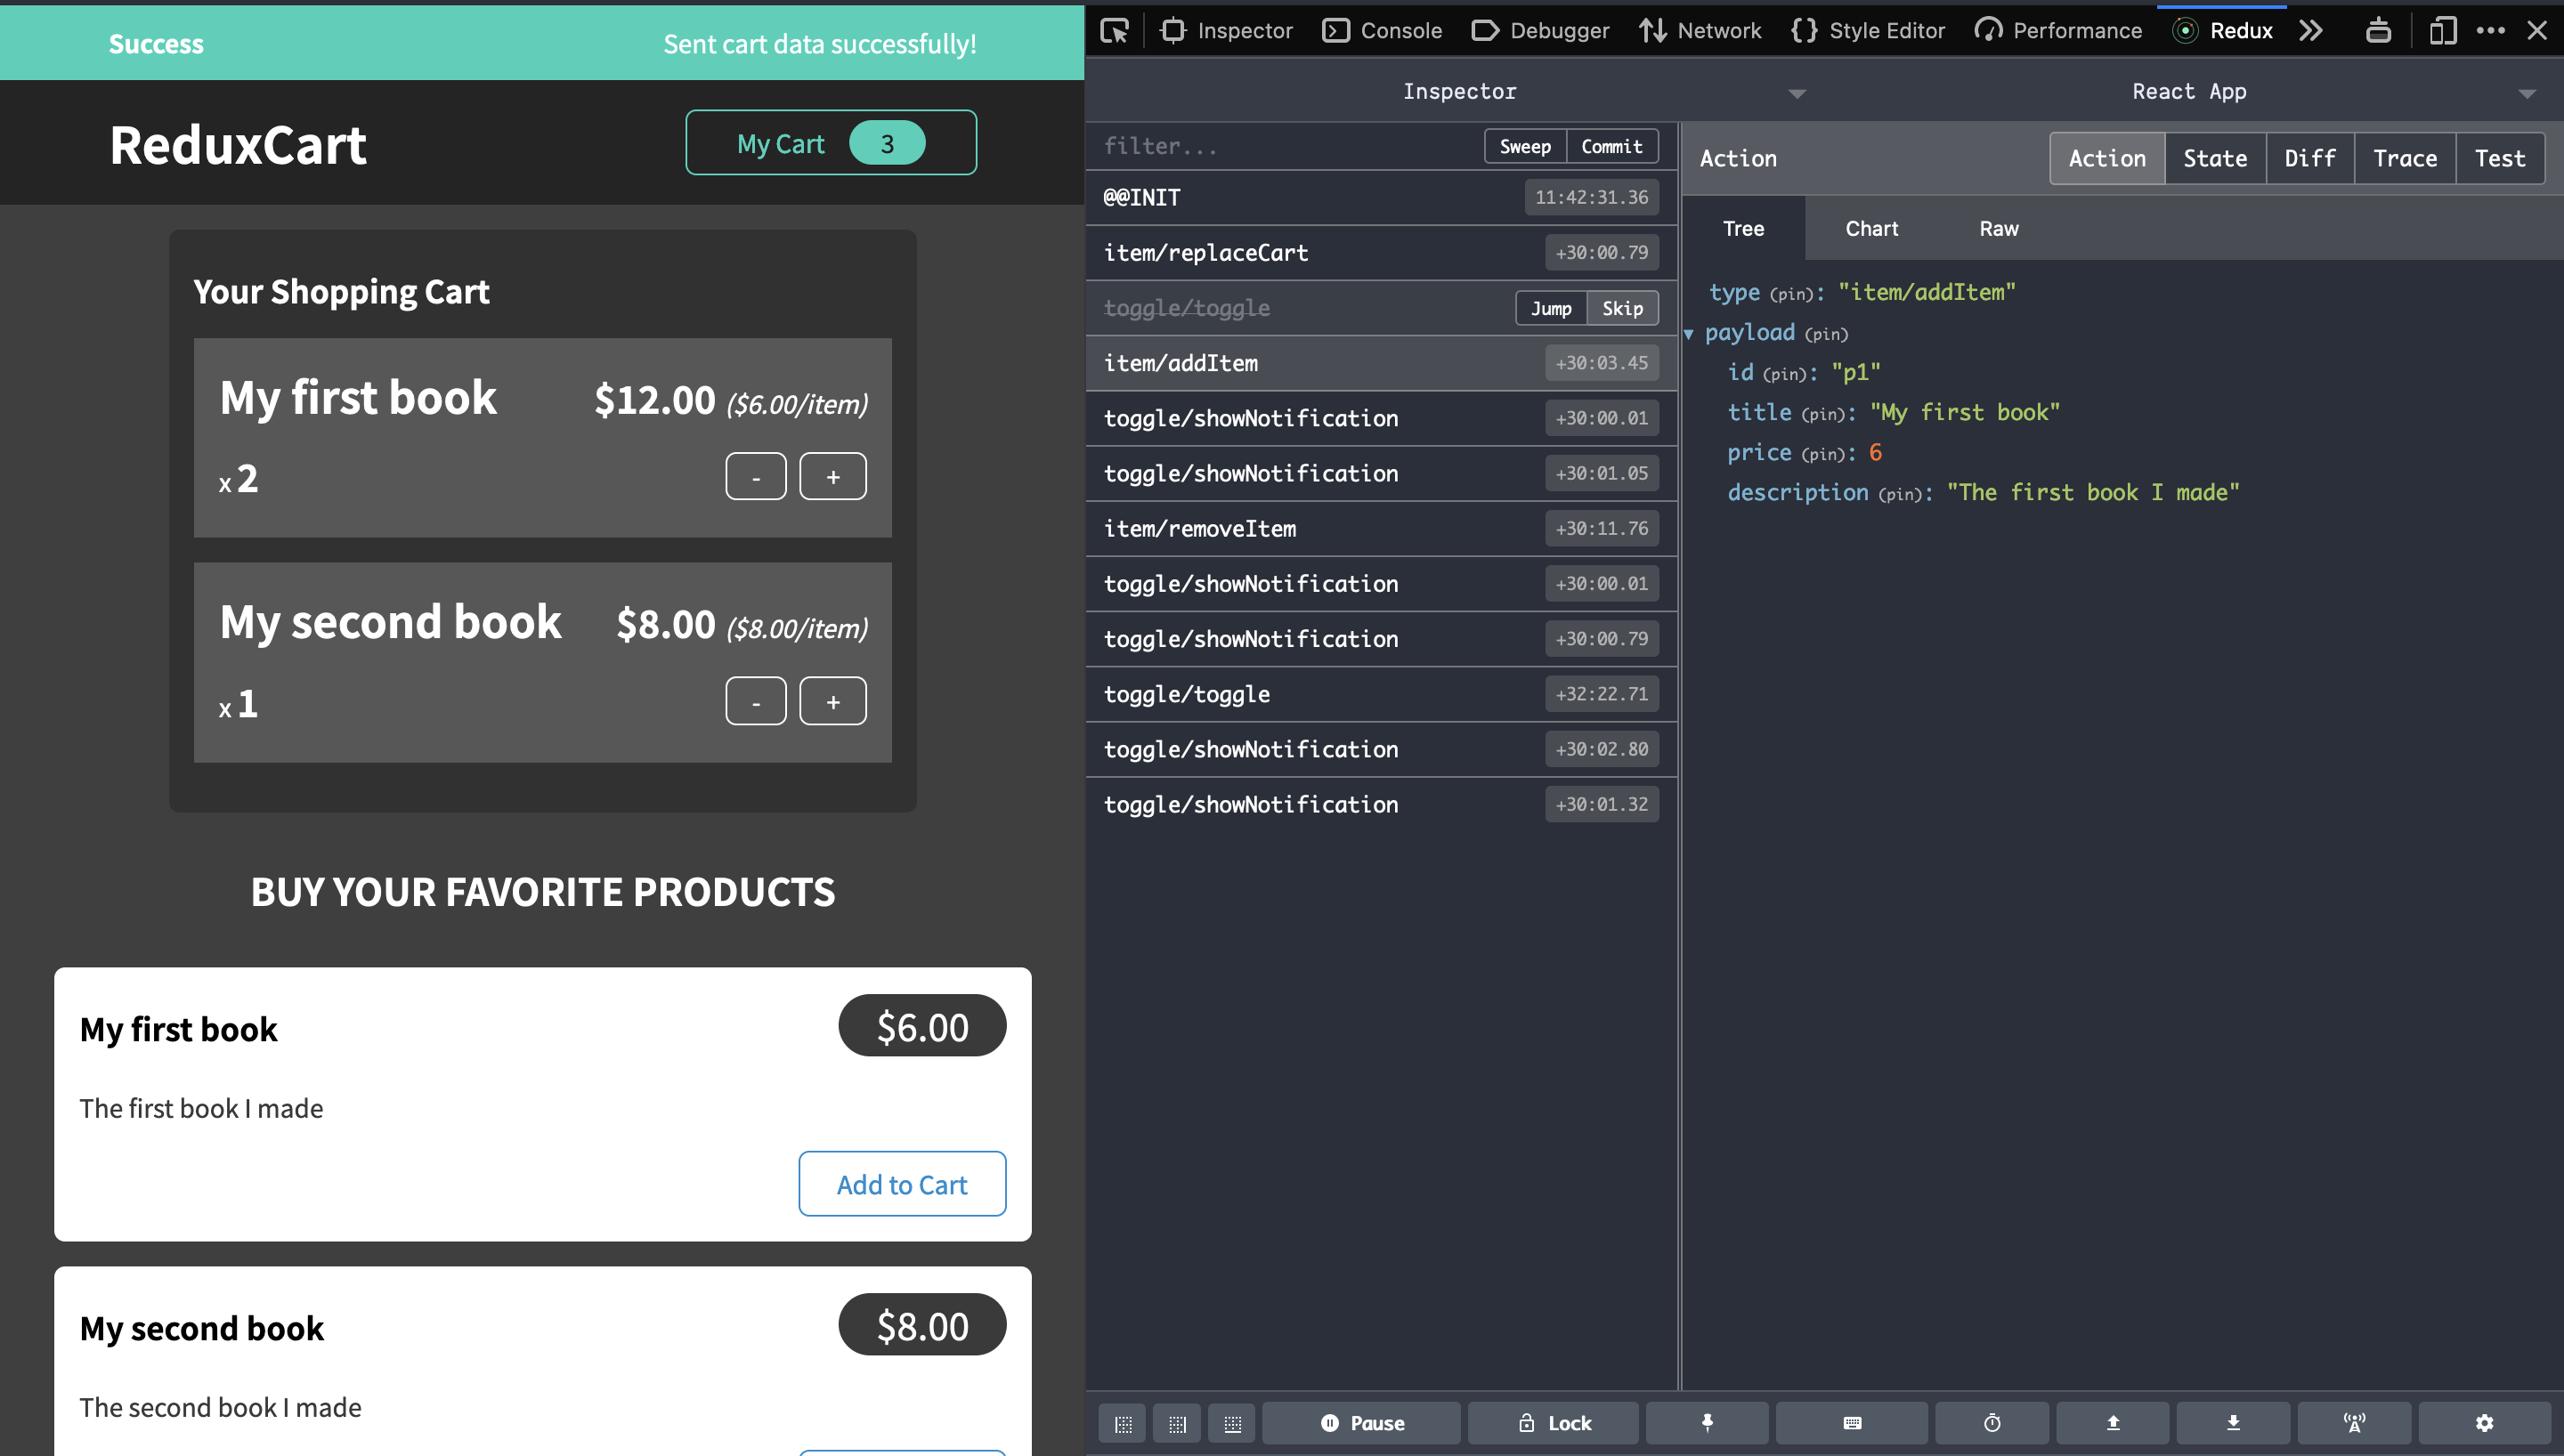 Success
Sent cart data successfully!
ReduxCart
My Cart 3
Your Shopping Cart
My first book $12.00 ($6.00/item)
x 2 - +
My second book $8.00 ($8.00/item)
x 1 - +
BUY YOUR FAVORITE PRODUCTS
My first book $6.00
The first book I made
Add to Cart
My second book $8.00
The second book I made
Inspector Console Debugger Network Style Editor Performance Redux
Inspector React App
filter... Sweep Commit
@@INIT 11:42:31.36
item/replaceCart +30:00.79
toggle/toggle Jump Skip
item/addItem +30:03.45
toggle/showNotification +30:00.01
toggle/showNotification +30:01.05
item/removeItem +30:11.76
toggle/showNotification +30:00.01
toggle/showNotification +30:00.79
toggle/toggle +32:22.71
toggle/showNotification +30:02.80
toggle/showNotification +30:01.32
Action Action State Diff Trace Test
Tree Chart Raw
type (pin): "item/addItem"
payload (pin)
id (pin): "p1"
title (pin): "My first book"
price (pin): 6
description (pin): "The first book I made"
Pause Lock